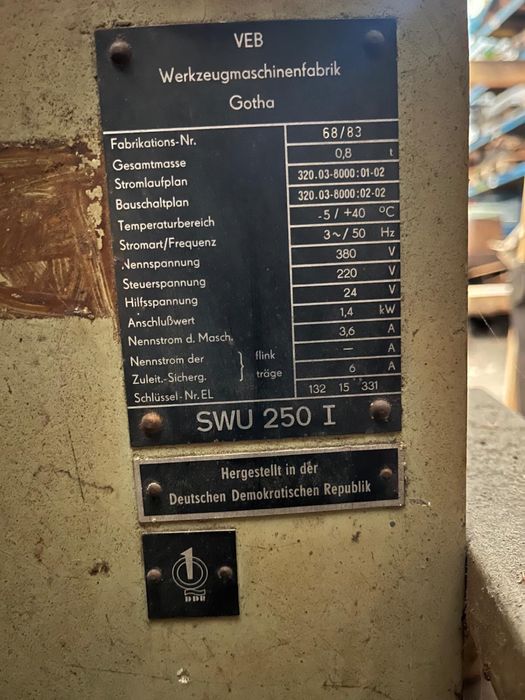 VEB
Werkzeugmaschinenfabrik
Gotha
Fabrikations-Nr. 68/83
Gesamtmasse 0,8 t
Stromlaufplan 320.03-8000:01-02
Bauschaltplan 320.03-8000:02-02
Temperaturbereich -5 / +40 °C
Stromart/Frequenz 3~/ 50 Hz
Nennspannung 380 V
Steuerspannung 220 V
Hilfsspannung 24 V
Anschlußwert 1,4 kW
Nennstrom d. Masch. 3,6 A
Nennstrom der flink — A
Zuleit.-Sicherg. träge 6 A
Schlüssel-Nr. EL 132 15 331
SWU 250 I
Hergestellt in der
Deutschen Demokratischen Republik
1
DDR